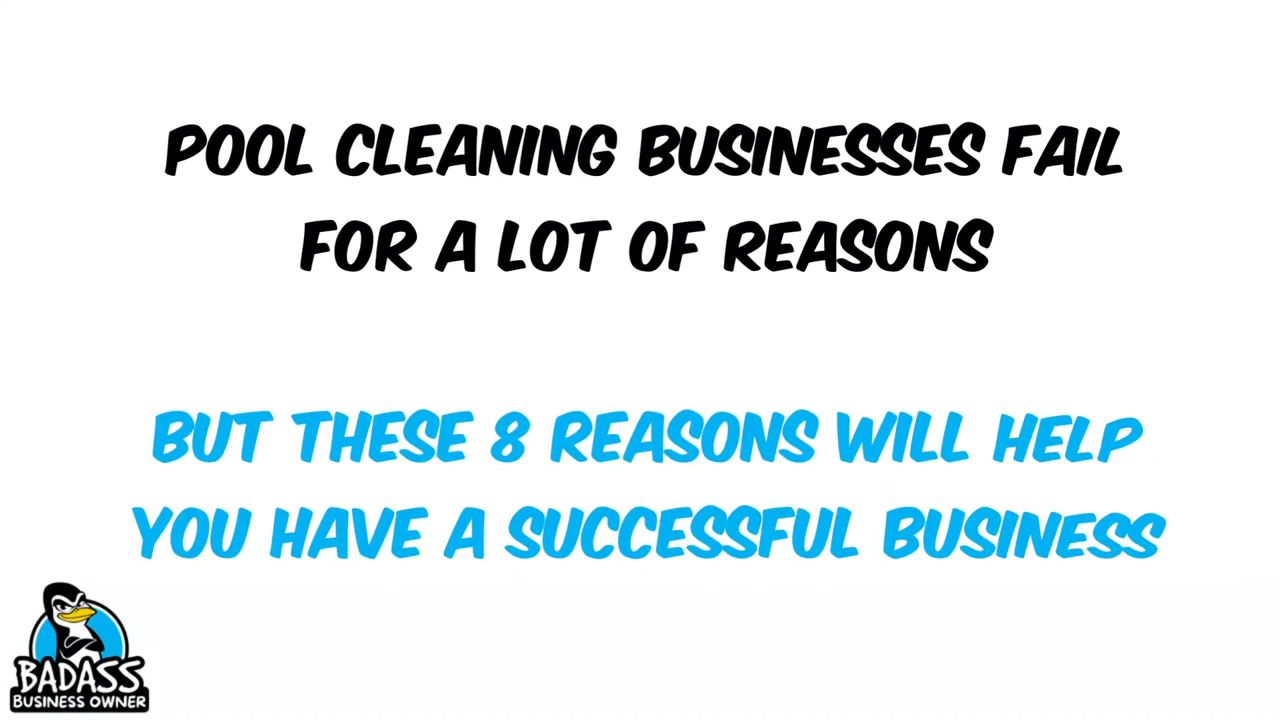 POOL CLEANING BUSINESSES FAIL
FOR A LOT OF REASONS
BUT THESE 8 REASONS WILL HELP
YOU HAVE A SUCCESSFUL BUSINESS
BADASS
BUSINESS OWNER